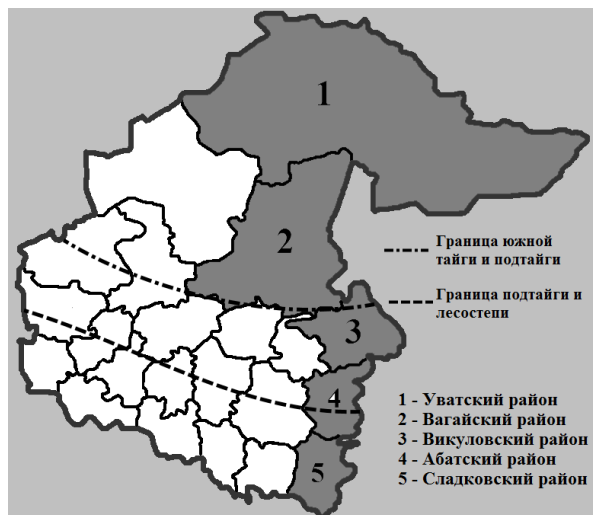 1
2
3
4
5
Граница южной
тайги и подтайги
Граница подтайги и
лесостепи
1 - Уватский район
2 - Вагайский район
3 - Викуловский район
4 - Абатский район
5 - Сладковский район